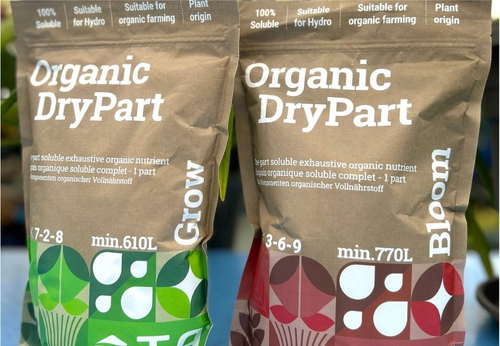 100%
Soluble
Suitable
for Hydro
Suitable for
organic farming
Plant
origin
Organic
DryPart
part soluble exhaustive organic nutrient
organique soluble complet - 1 part
organischer Vollnährstoff
Grow
7-2-8
min.610L
100%
Soluble
Suitable
for Hydro
Suitable for
organic farming
Plant
origin
Organic
DryPart
part soluble exhaustive organic nutrient
organique soluble complet - 1 part
Komponenten organischer Vollnährstoff
Bloom
3-6-9
min.770L